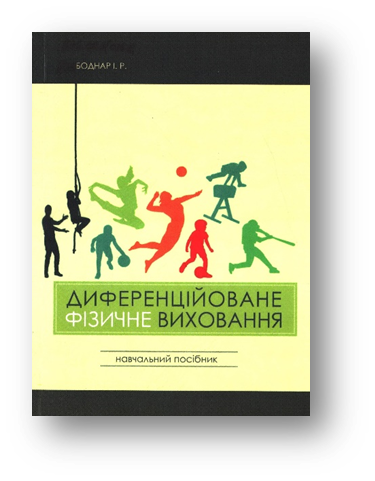 БОДНАР І. Р.
ДИФЕРЕНЦІЙОВАНЕ
ФІЗИЧНЕ ВИХОВАННЯ
навчальний посібник